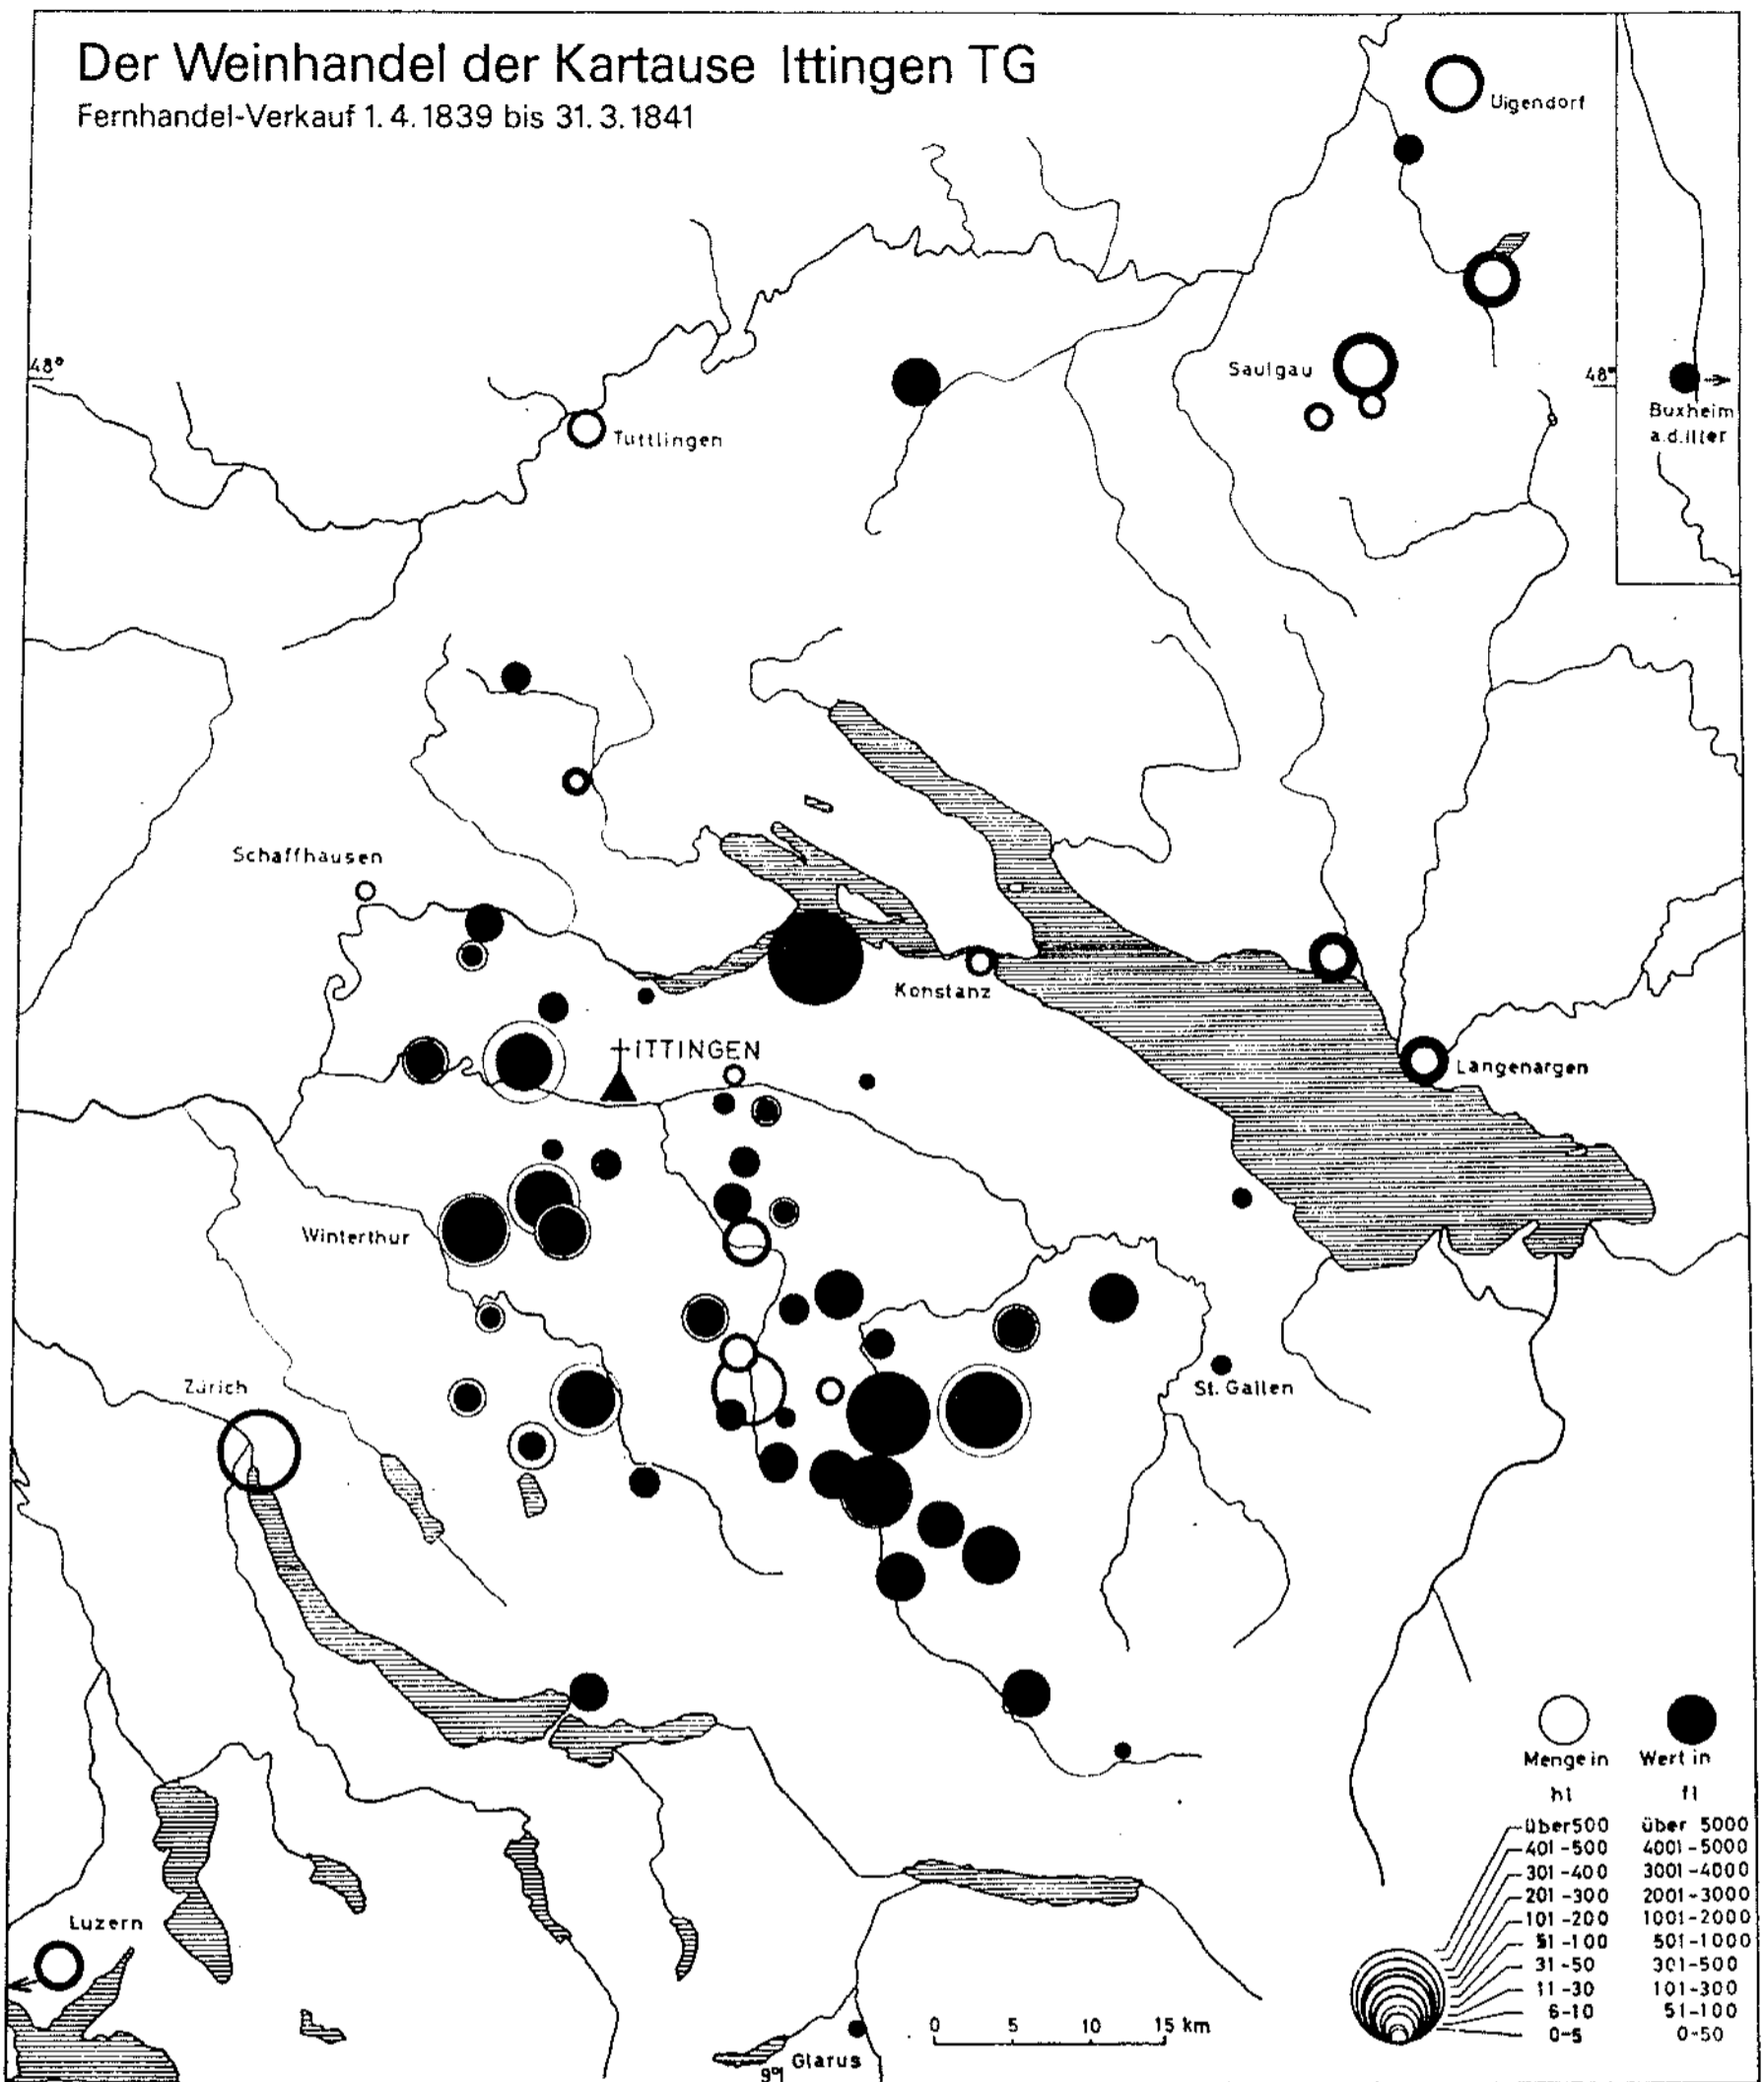 Der Weinhandel der Kartause Ittingen TG
Fernhandel-Verkauf 1. 4. 1839 bis 31. 3. 1841
Uigendorf
48°
Saulgau
48°
Buxheim
a.d.Iller
Tuttlingen
Schaffhausen
Konstanz
ITTINGEN
Langenargen
Winterthur
Zürich
St. Gallen
Luzern
Glarus
9°
0 5 10 15 km
Menge in Wert in
hl fl
über 500 über 5000
401-500 4001-5000
301-400 3001-4000
201-300 2001-3000
101-200 1001-2000
51-100 501-1000
31-50 301-500
11-30 101-300
6-10 51-100
0-5 0-50